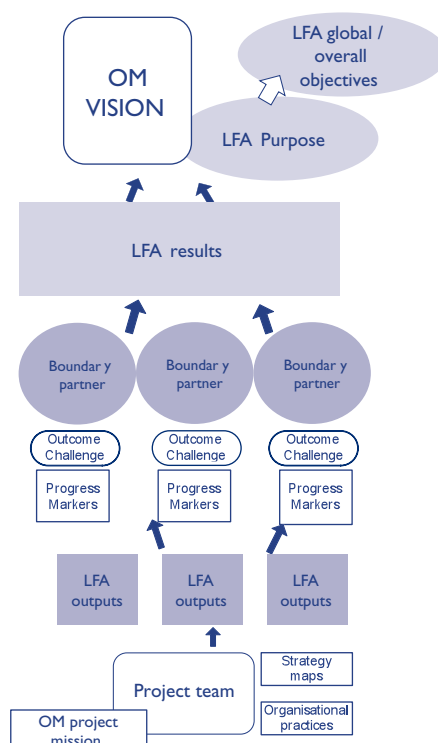 LFA global /
overall
objectives
OM
VISION
LFA Purpose
LFA results
Boundar y
partner
Boundar y
partner
Boundar y
partner
Outcome
Challenge
Outcome
Challenge
Outcome
Challenge
Progress
Markers
Progress
Markers
Progress
Markers
LFA
outputs
LFA
outputs
LFA
outputs
Project team
Strategy
maps
Organisational
practices
OM project
mission